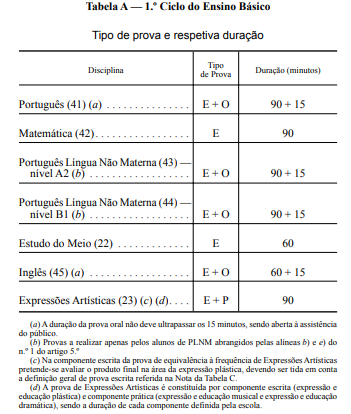 Tabela A — 1.º Ciclo do Ensino Básico
Tipo de prova e respetiva duração
Disciplina Tipo de Prova Duração (minutos)
Português (41) (a) . . . . . . . . . . . . . . . E + O 90 + 15
Matemática (42). . . . . . . . . . . . . . . . . E 90
Português Língua Não Materna (43) —
nível A2 (b) . . . . . . . . . . . . . . . . . . E + O 90 + 15
Português Língua Não Materna (44) —
nível B1 (b) . . . . . . . . . . . . . . . . . . E + O 90 + 15
Estudo do Meio (22) . . . . . . . . . . . . . E 60
Inglês (45) (a) . . . . . . . . . . . . . . . . . . E + O 60 + 15
Expressões Artísticas (23) (c) (d). . . . E + P 90
(a) A duração da prova oral não deve ultrapassar os 15 minutos, sendo aberta à assistência
do público.
(b) Provas a realizar apenas pelos alunos de PLNM abrangidos pelas alíneas b) e e) do
n.º 1 do artigo 5.º
(c) Na componente escrita da prova de equivalência à frequência de Expressões Artísticas
pretende-se avaliar o produto final na área da expressão plástica, devendo ser tida em conta
a definição geral de prova escrita referida na Nota da Tabela C.
(d) A prova de Expressões Artísticas é constituída por componente escrita (expressão e
educação plástica) e componente prática (expressão e educação musical e expressão e educação
dramática), sendo a duração de cada componente definida pela escola.